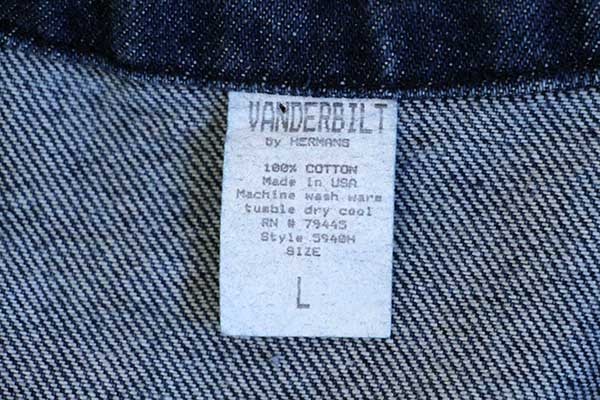 VANDERBILT
by HERMANS
100% COTTON
Made in USA
Machine wash warm
tumble dry cool
RN # 79445
Style 5940H
SIZE
L